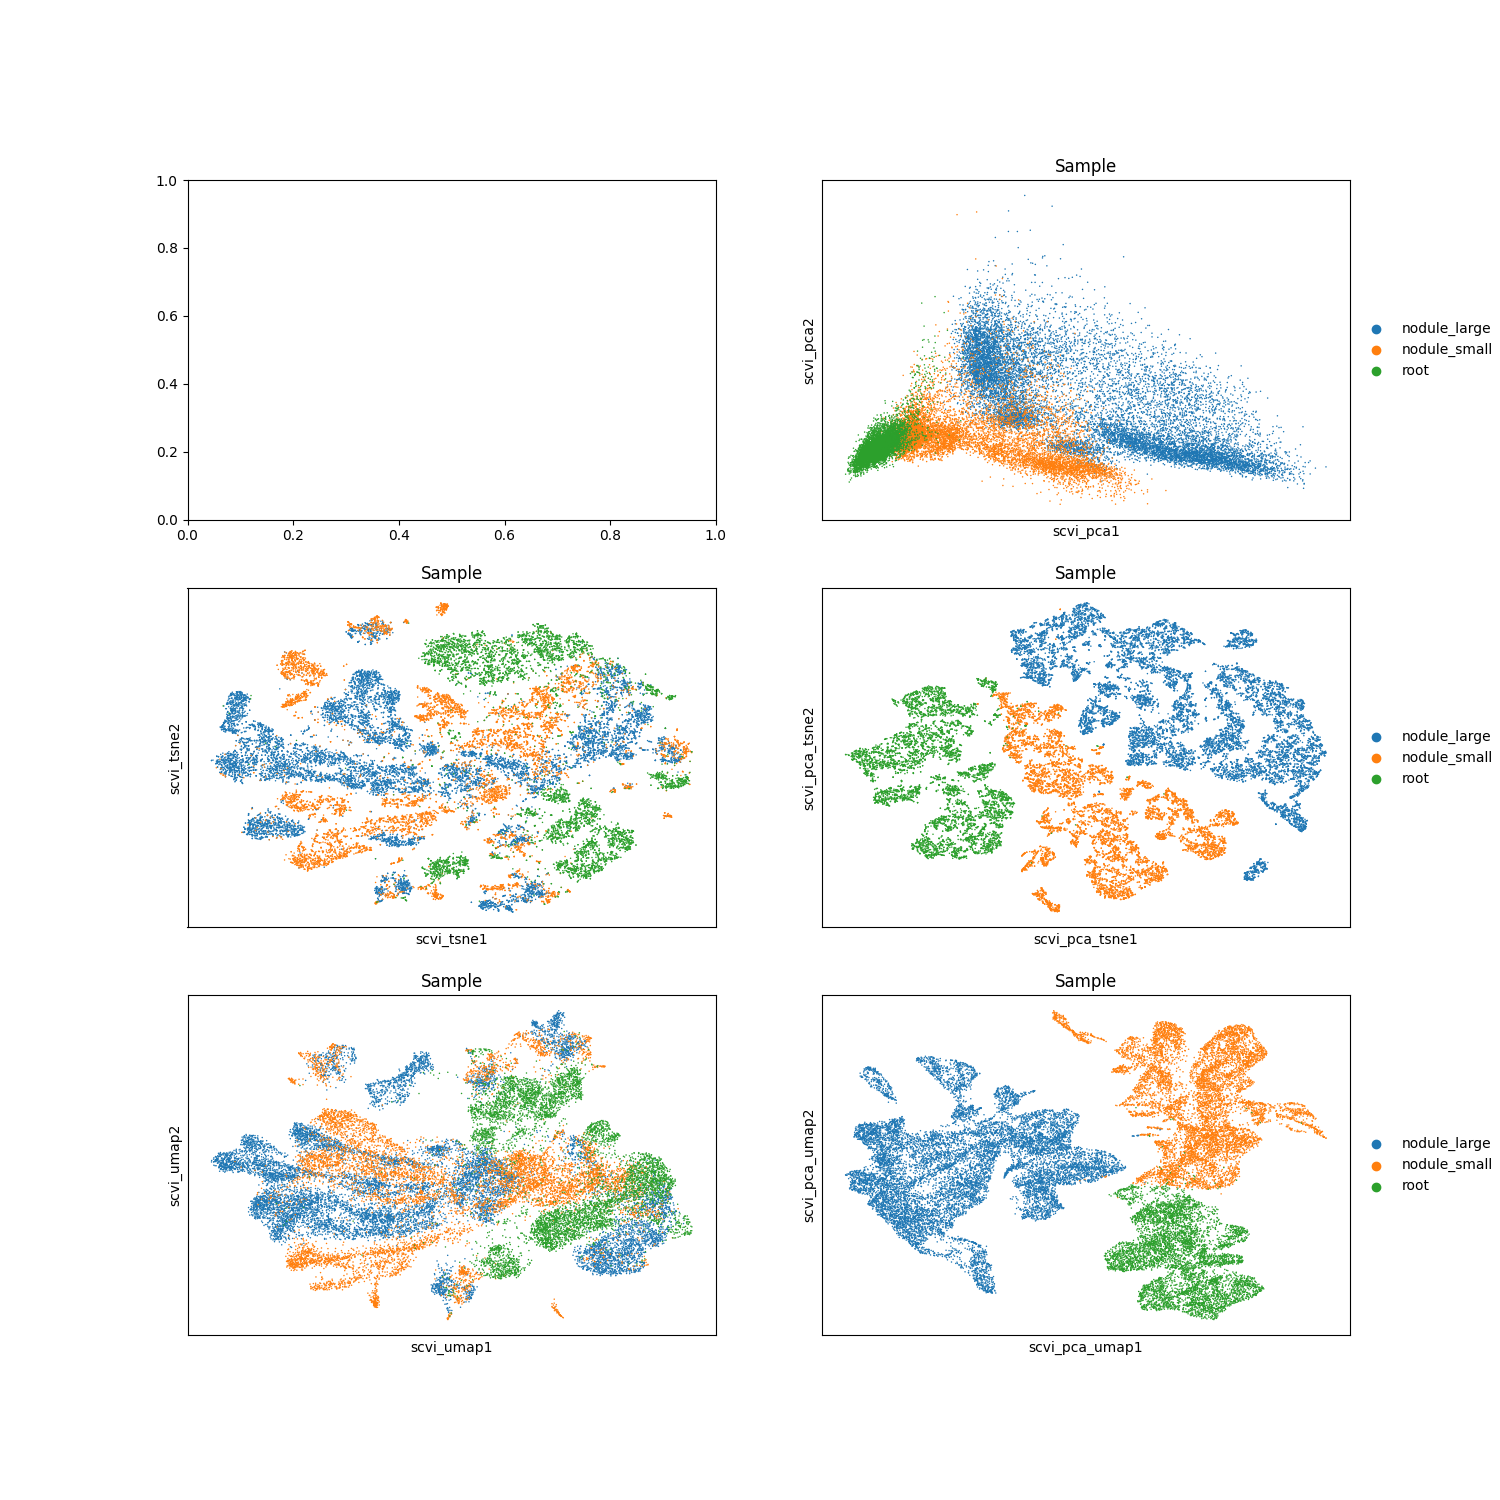 1.0
0.8
0.6
0.4
0.2
0.0
0.0 0.2 0.4 0.6 0.8 1.0
Sample
scvi_pca2
scvi_pca1
nodule_large
nodule_small
root
Sample
scvi_tsne2
scvi_tsne1
Sample
scvi_pca_tsne2
scvi_pca_tsne1
nodule_large
nodule_small
root
Sample
scvi_umap2
scvi_umap1
Sample
scvi_pca_umap2
scvi_pca_umap1
nodule_large
nodule_small
root